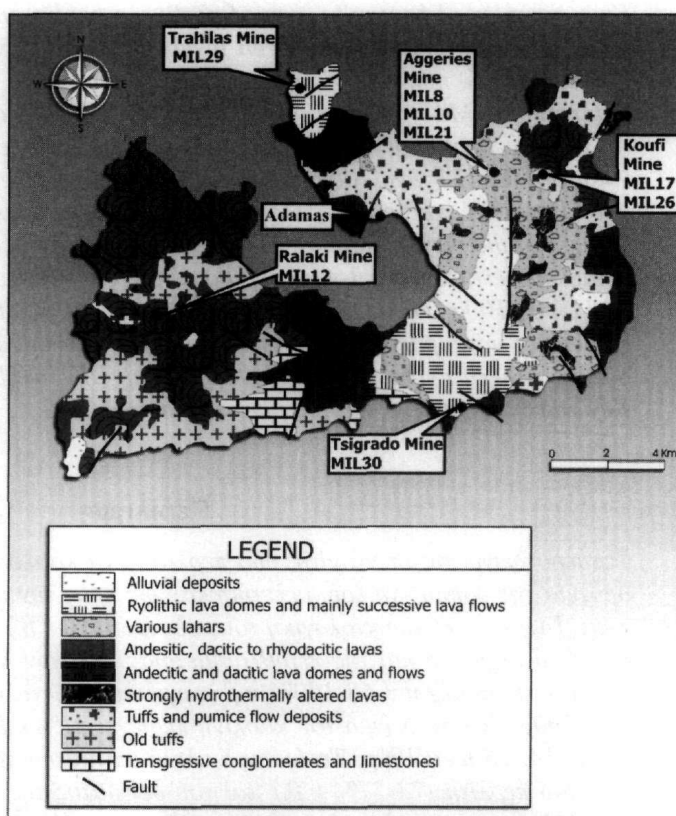 N
W
E
S
Trahilas Mine
MIL29
Aggeries
Mine
MIL8
MIL10
MIL21
Koufi
Mine
MIL17
MIL26
Adamas
Ralaki Mine
MIL12
Tsigrado Mine
MIL30
0 2 4 Km
LEGEND
Alluvial deposits
Ryolithic lava domes and mainly successive lava flows
Various lahars
Andesitic, dacitic to rhyodacitic lavas
Andecitic and dacitic lava domes and flows
Strongly hydrothermally altered lavas
Tuffs and pumice flow deposits
Old tuffs
Transgressive conglomerates and limestones
Fault